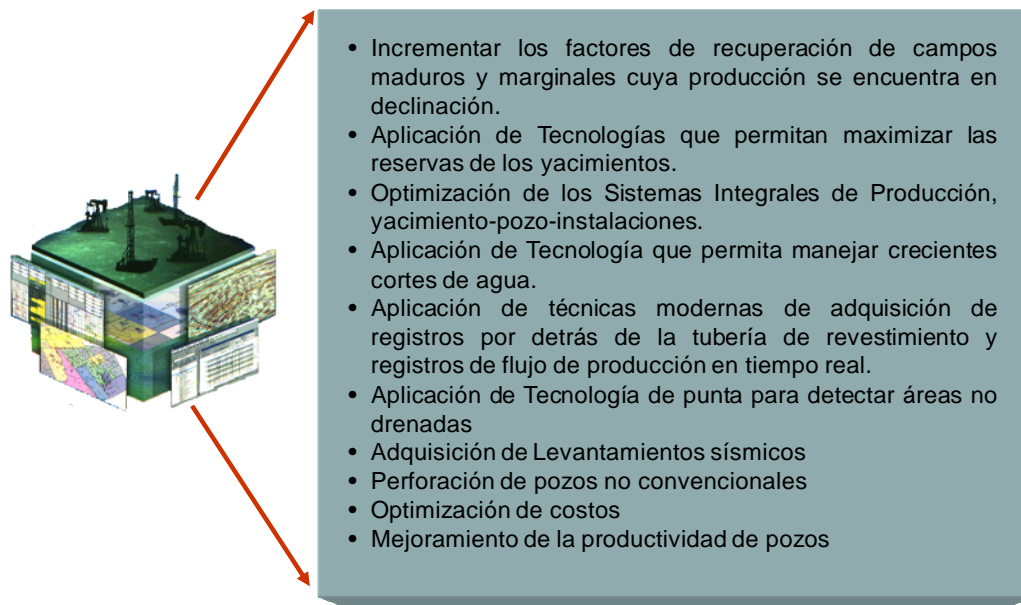 • Incrementar los factores de recuperación de campos
maduros y marginales cuya producción se encuentra en
declinación.
• Aplicación de Tecnologías que permitan maximizar las
reservas de los yacimientos.
• Optimización de los Sistemas Integrales de Producción,
yacimiento-pozo-instalaciones.
• Aplicación de Tecnología que permita manejar crecientes
cortes de agua.
• Aplicación de técnicas modernas de adquisición de
registros por detrás de la tubería de revestimiento y
registros de flujo de producción en tiempo real.
• Aplicación de Tecnología de punta para detectar áreas no
drenadas
• Adquisición de Levantamientos sísmicos
• Perforación de pozos no convencionales
• Optimización de costos
• Mejoramiento de la productividad de pozos